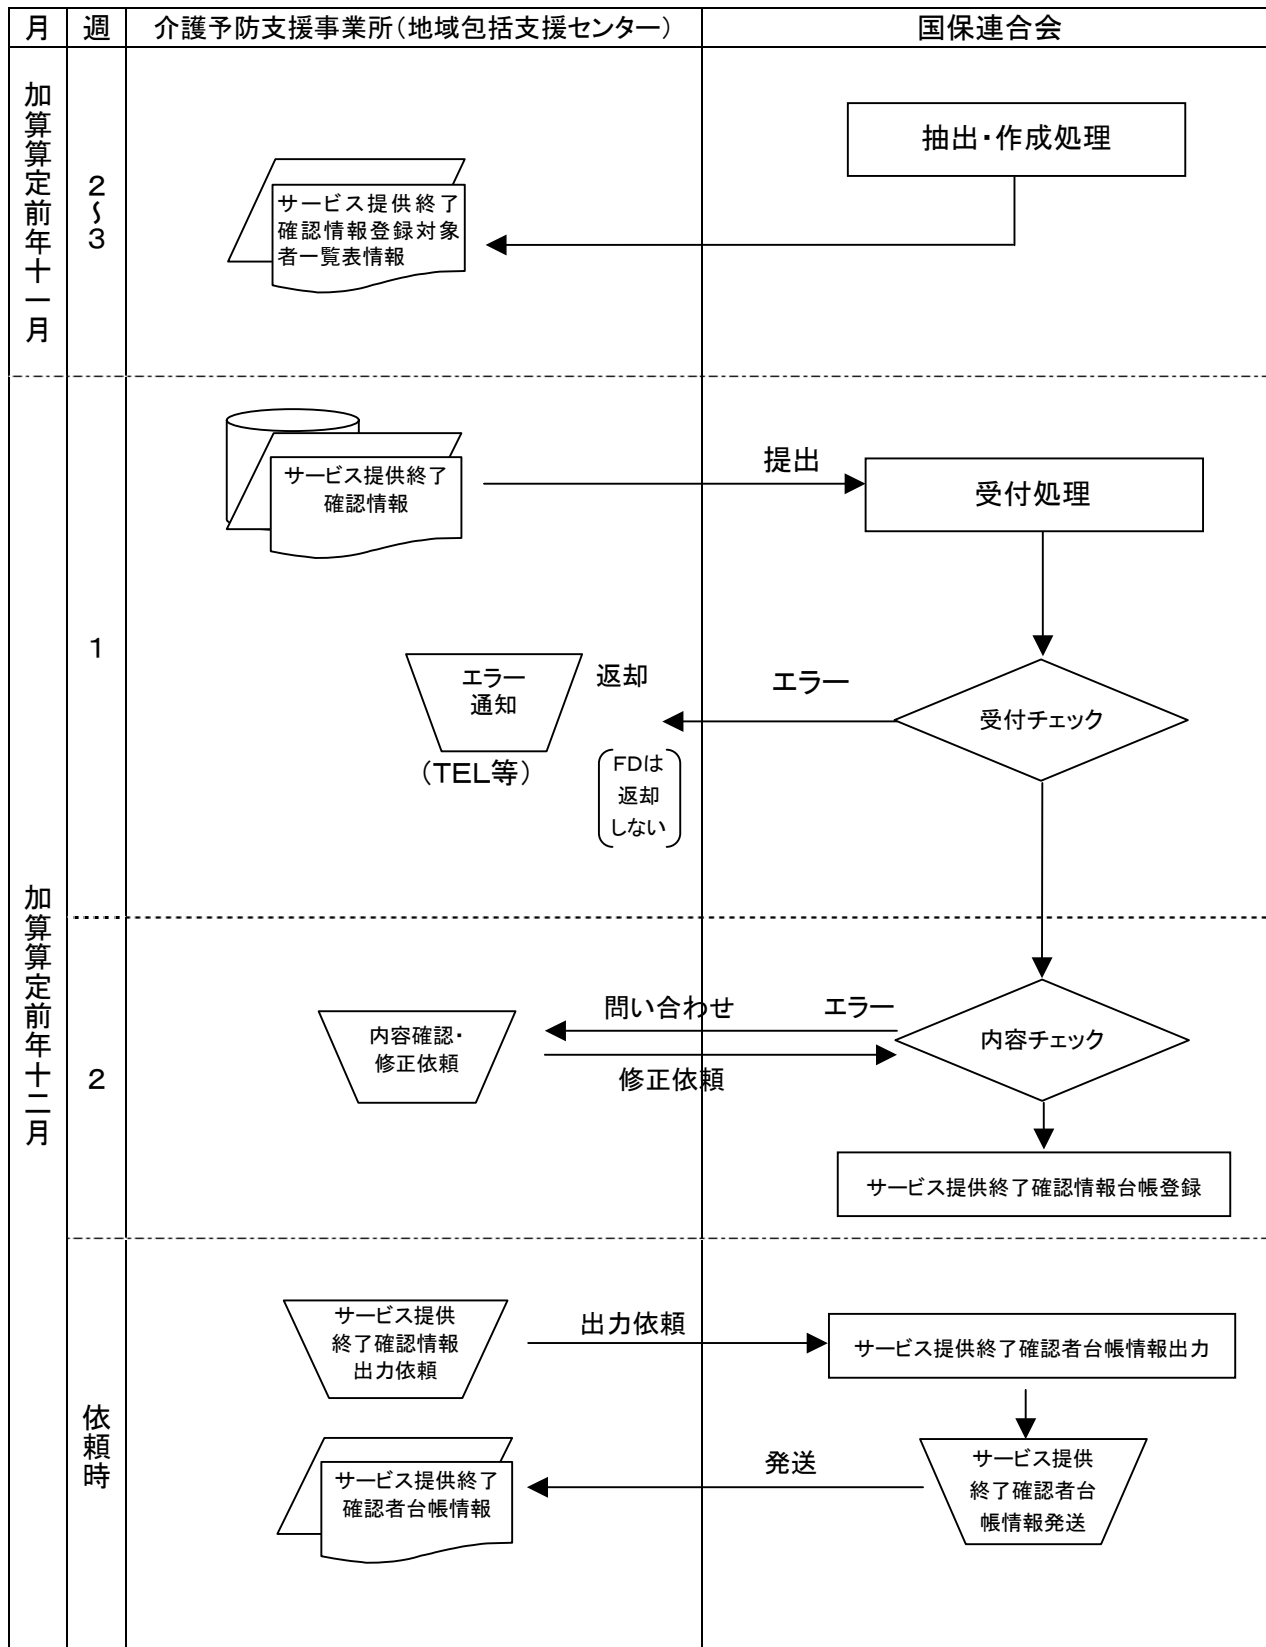 月
週
介護予防支援事業所（地域包括支援センター）
国保連合会
加算算定前年十一月
2～3
抽出・作成処理
サービス提供終了
確認情報登録対象
者一覧表情報
加算算定前年十二月
1
サービス提供終了
確認情報
提出
受付処理
エラー
通知
（TEL等）
返却
エラー
受付チェック
FDは
返却
しない
2
内容確認・
修正依頼
問い合わせ
エラー
修正依頼
内容チェック
サービス提供終了確認情報台帳登録
依頼時
サービス提供
終了確認情報
出力依頼
出力依頼
サービス提供終了確認者台帳情報出力
サービス提供終了
確認者台帳情報
発送
サービス提供
終了確認者台
帳情報発送